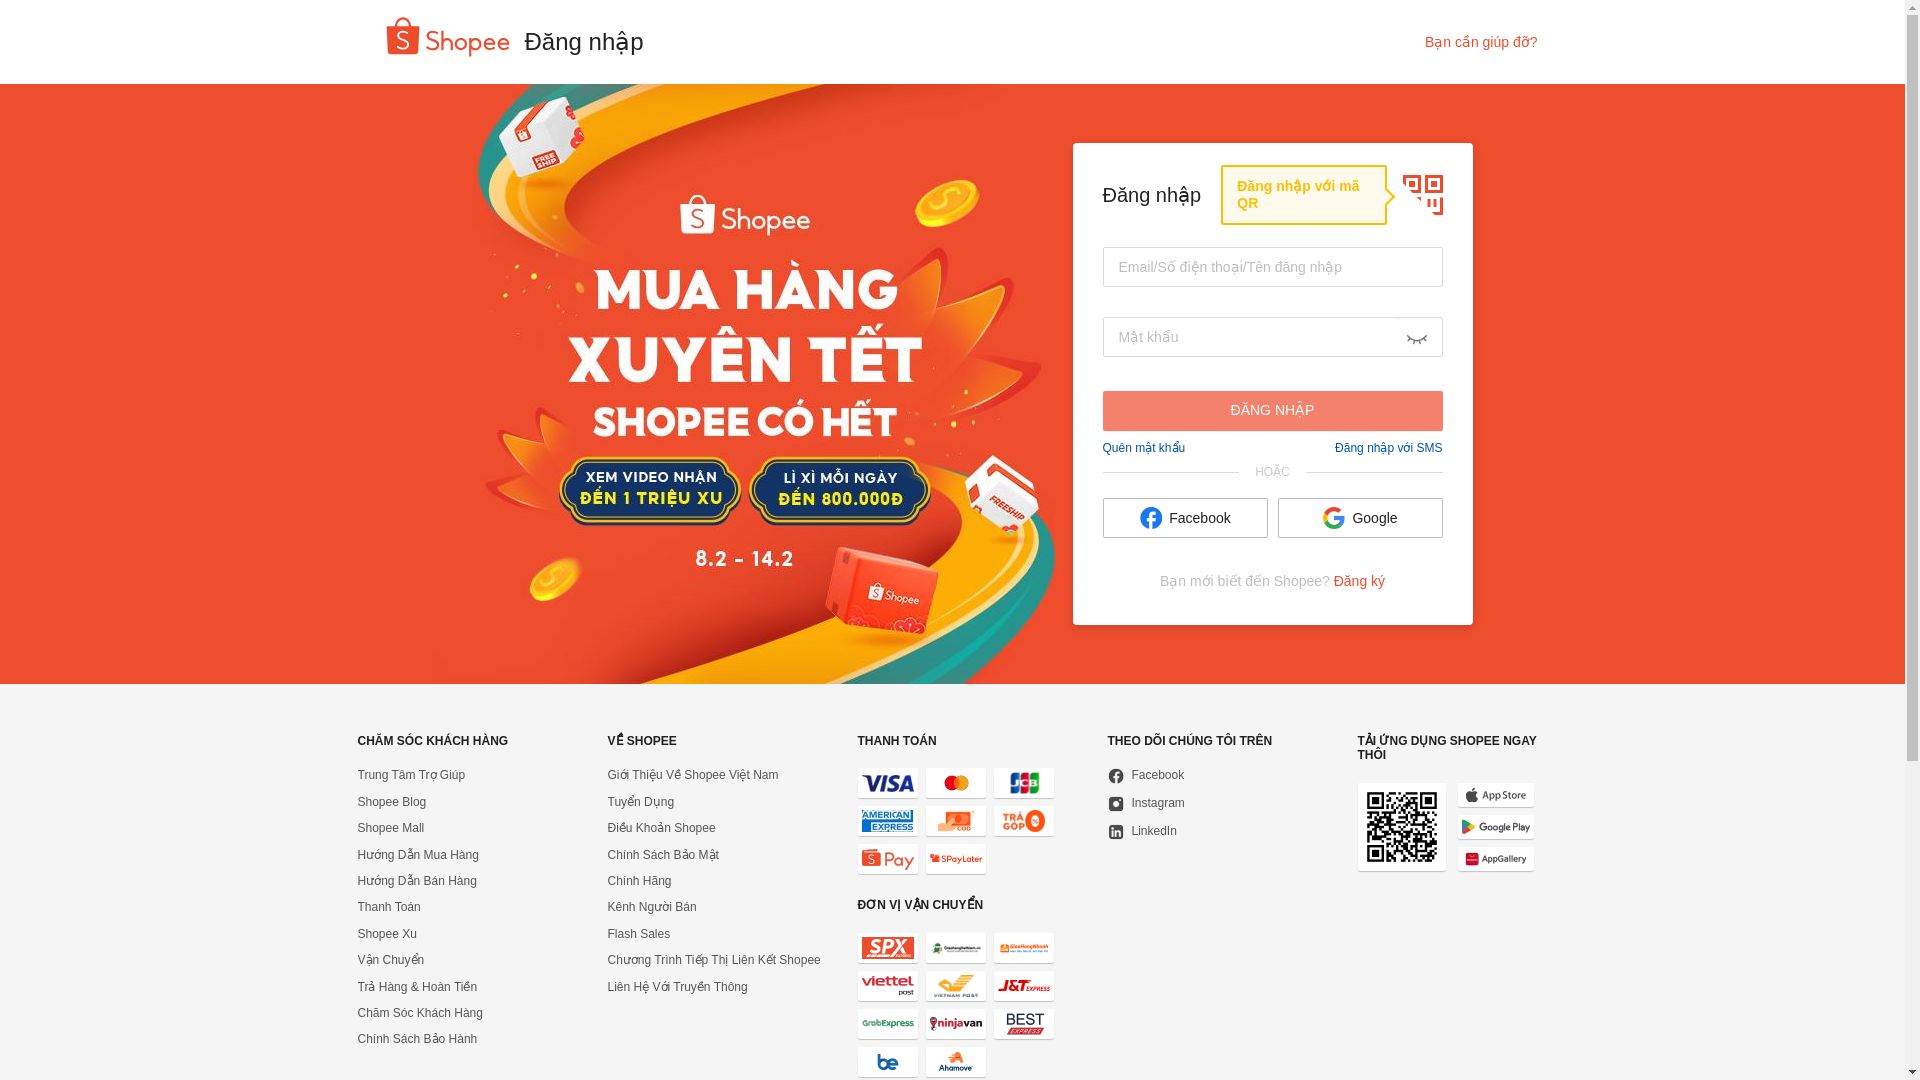 Shopee Đăng nhập
Bạn cần giúp đỡ?
FREE
SHIP
Shopee
MUA HÀNG
XUYÊN TẾT
SHOPEE CÓ HẾT
XEM VIDEO NHẬN
ĐẾN 1 TRIỆU XU
LÌ XÌ MỖI NGÀY
ĐẾN 800.000Đ
FREESHIP
8.2 - 14.2
Shopee
Đăng nhập
Đăng nhập với mã
QR
Email/Số điện thoại/Tên đăng nhập
Mật khẩu
ĐĂNG NHẬP
Quên mật khẩu
Đăng nhập với SMS
HOẶC
Facebook
Google
Bạn mới biết đến Shopee? Đăng ký
CHĂM SÓC KHÁCH HÀNG
Trung Tâm Trợ Giúp
Shopee Blog
Shopee Mall
Hướng Dẫn Mua Hàng
Hướng Dẫn Bán Hàng
Thanh Toán
Shopee Xu
Vận Chuyển
Trả Hàng & Hoàn Tiền
Chăm Sóc Khách Hàng
Chính Sách Bảo Hành
VỀ SHOPEE
Giới Thiệu Về Shopee Việt Nam
Tuyển Dụng
Điều Khoản Shopee
Chính Sách Bảo Mật
Chính Hãng
Kênh Người Bán
Flash Sales
Chương Trình Tiếp Thị Liên Kết Shopee
Liên Hệ Với Truyền Thông
THANH TOÁN
VISA
JCB
AMERICAN
EXPRESS
COD
TRẢ
GÓP
Pay
SPayLater
ĐƠN VỊ VẬN CHUYỂN
SPX
GiaoHangNhanh
viettel
post
VIETNAM POST
J&T EXPRESS
GrabExpress
ninjavan
BEST
EXPRESS
be
Ahamove
THEO DÕI CHÚNG TÔI TRÊN
Facebook
Instagram
LinkedIn
TẢI ỨNG DỤNG SHOPEE NGAY
THÔI
App Store
Google Play
AppGallery